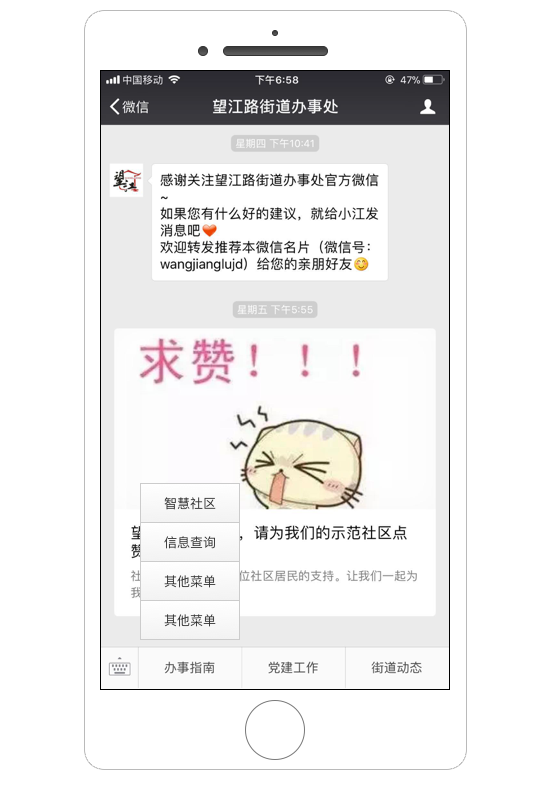 中国移动
下午6:58
47%
微信
望江路街道办事处
星期四 下午10:41
望江
感谢关注望江路街道办事处官方微信
~
如果您有什么好的建议，就给小江发
消息吧❤
欢迎转发推荐本微信名片（微信号：
wangjianglujd）给您的亲朋好友😊
星期五 下午5:55
求赞！！！
望
，请为我们的示范社区点
赞
社
位社区居民的支持。让我们一起为
我
智慧社区
信息查询
其他菜单
其他菜单
办事指南
党建工作
街道动态